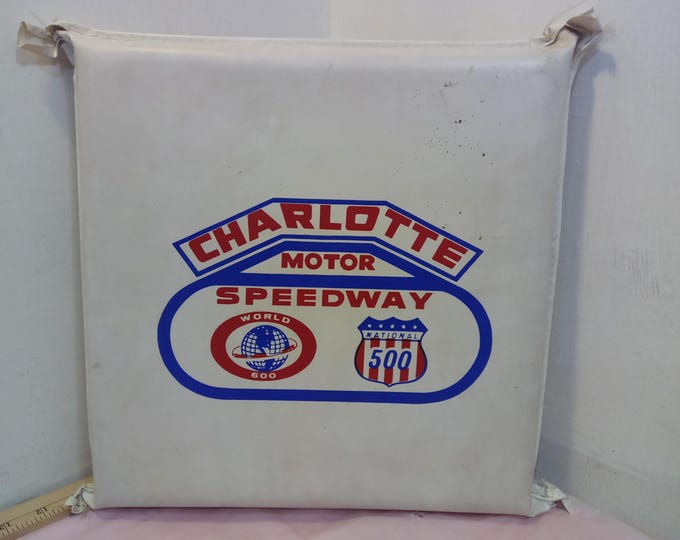 CHARLOTTE
MOTOR
SPEEDWAY
WORLD
600
NATIONAL
500